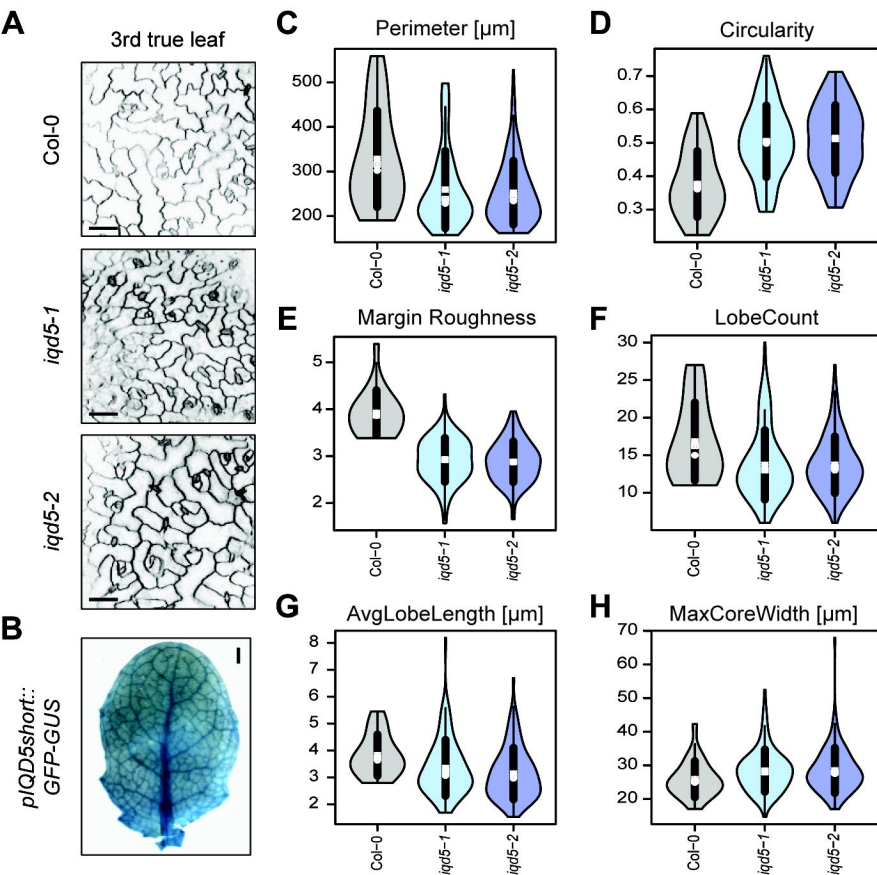 A
3rd true leaf
Col-0
iqd5-1
iqd5-2
B
pIQD5short::
GFP-GUS
C
Perimeter [µm]
500
400
300
200
Col-0
iqd5-1
iqd5-2
D
Circularity
0.7
0.6
0.5
0.4
0.3
Col-0
iqd5-1
iqd5-2
E
Margin Roughness
5
4
3
2
Col-0
iqd5-1
iqd5-2
F
LobeCount
30
25
20
15
10
Col-0
iqd5-1
iqd5-2
G
AvgLobeLength [µm]
8
7
6
5
4
3
2
Col-0
iqd5-1
iqd5-2
H
MaxCoreWidth [µm]
70
60
50
40
30
20
Col-0
iqd5-1
iqd5-2